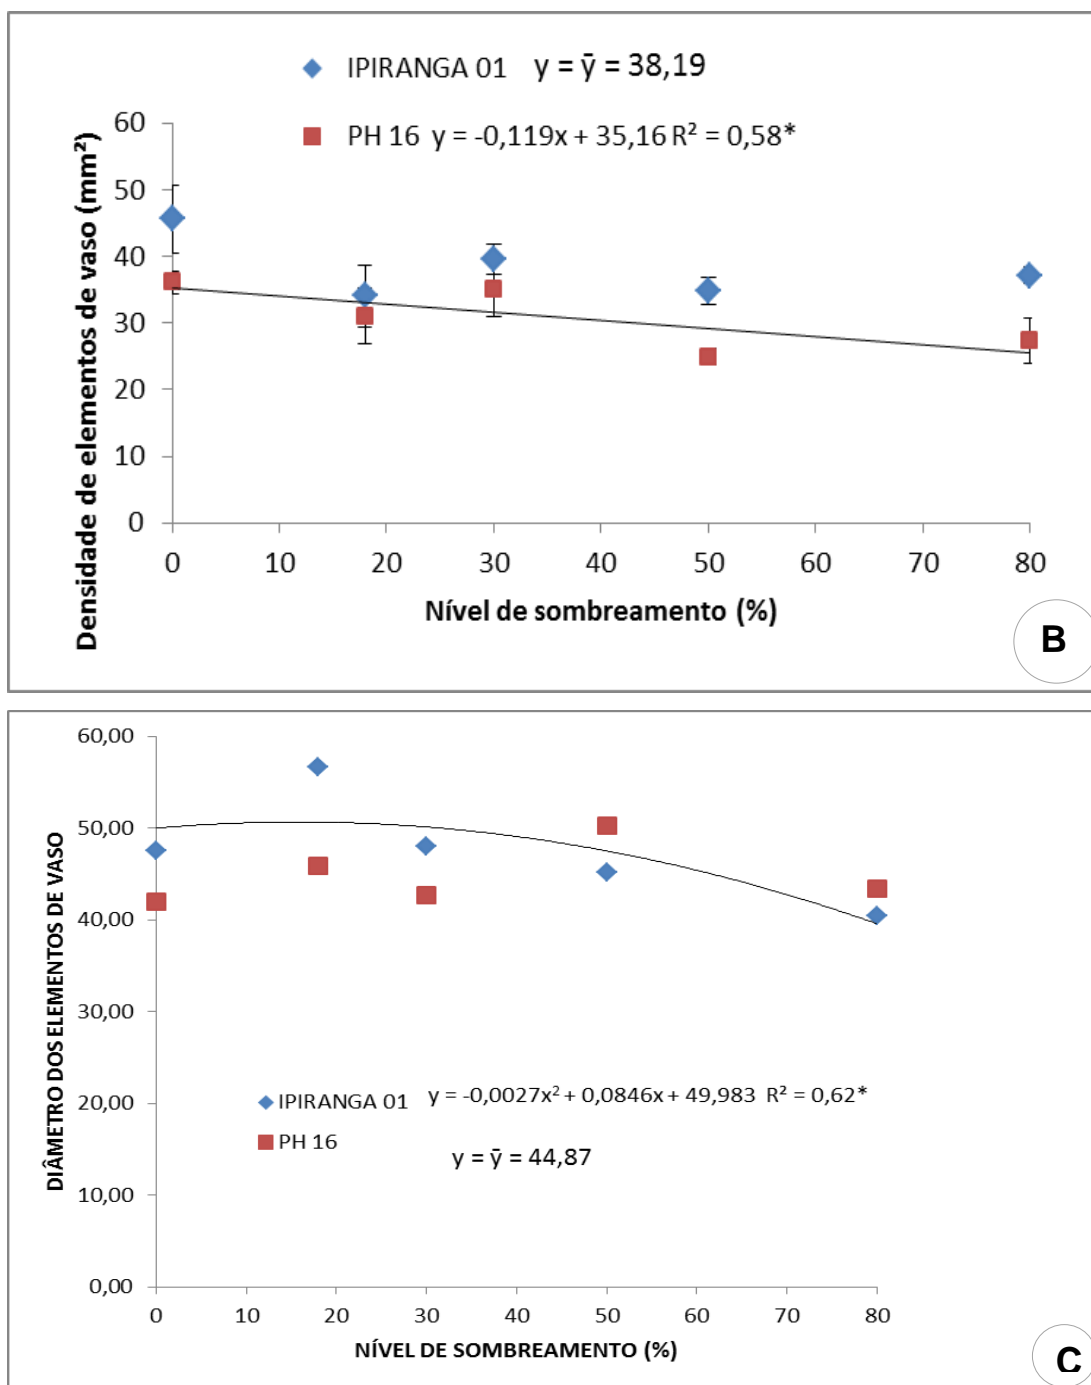 IPIRANGA 01 y = ȳ = 38,19
PH 16 y = -0,119x + 35,16 R² = 0,58*
Densidade de elementos de vaso (mm²)
60
50
40
30
20
10
0
0 10 20 30 40 50 60 70 80
Nível de sombreamento (%)
B
60,00
50,00
40,00
30,00
20,00
10,00
0,00
DIÂMETRO DOS ELEMENTOS DE VASO
IPIRANGA 01 y = -0,0027x² + 0,0846x + 49,983 R² = 0,62*
PH 16
y = ȳ = 44,87
0 10 20 30 40 50 60 70 80
NÍVEL DE SOMBREAMENTO (%)
C